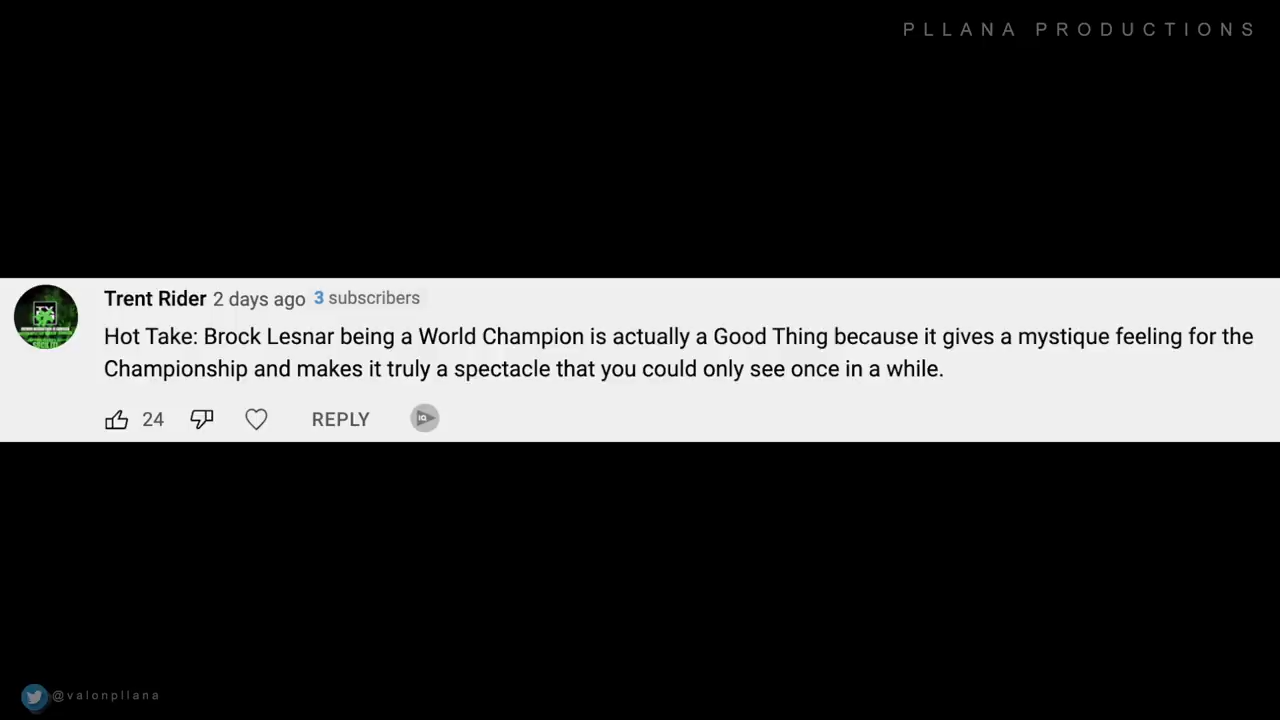 PLLANA PRODUCTIONS
Trent Rider 2 days ago 3 subscribers
Hot Take: Brock Lesnar being a World Champion is actually a Good Thing because it gives a mystique feeling for the
Championship and makes it truly a spectacle that you could only see once in a while.
24 REPLY
@valonpllana